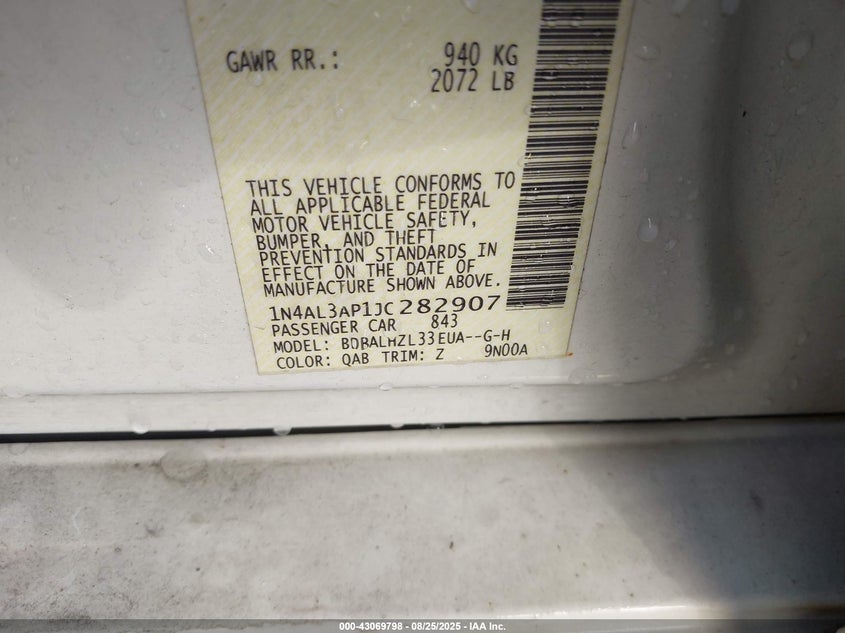 GAWR RR.: 940 KG
2072 LB
THIS VEHICLE CONFORMS TO
ALL APPLICABLE FEDERAL
MOTOR VEHICLE SAFETY,
BUMPER, AND THEFT
PREVENTION STANDARDS IN
EFFECT ON THE DATE OF
MANUFACTURE SHOWN ABOVE.
1N4AL3AP1JC282907
PASSENGER CAR 843
MODEL: BDBALHZL33EUA--G-H
COLOR: QAB TRIM: Z 9N00A
000-43069798 - 08/25/2025 - IAA Inc.